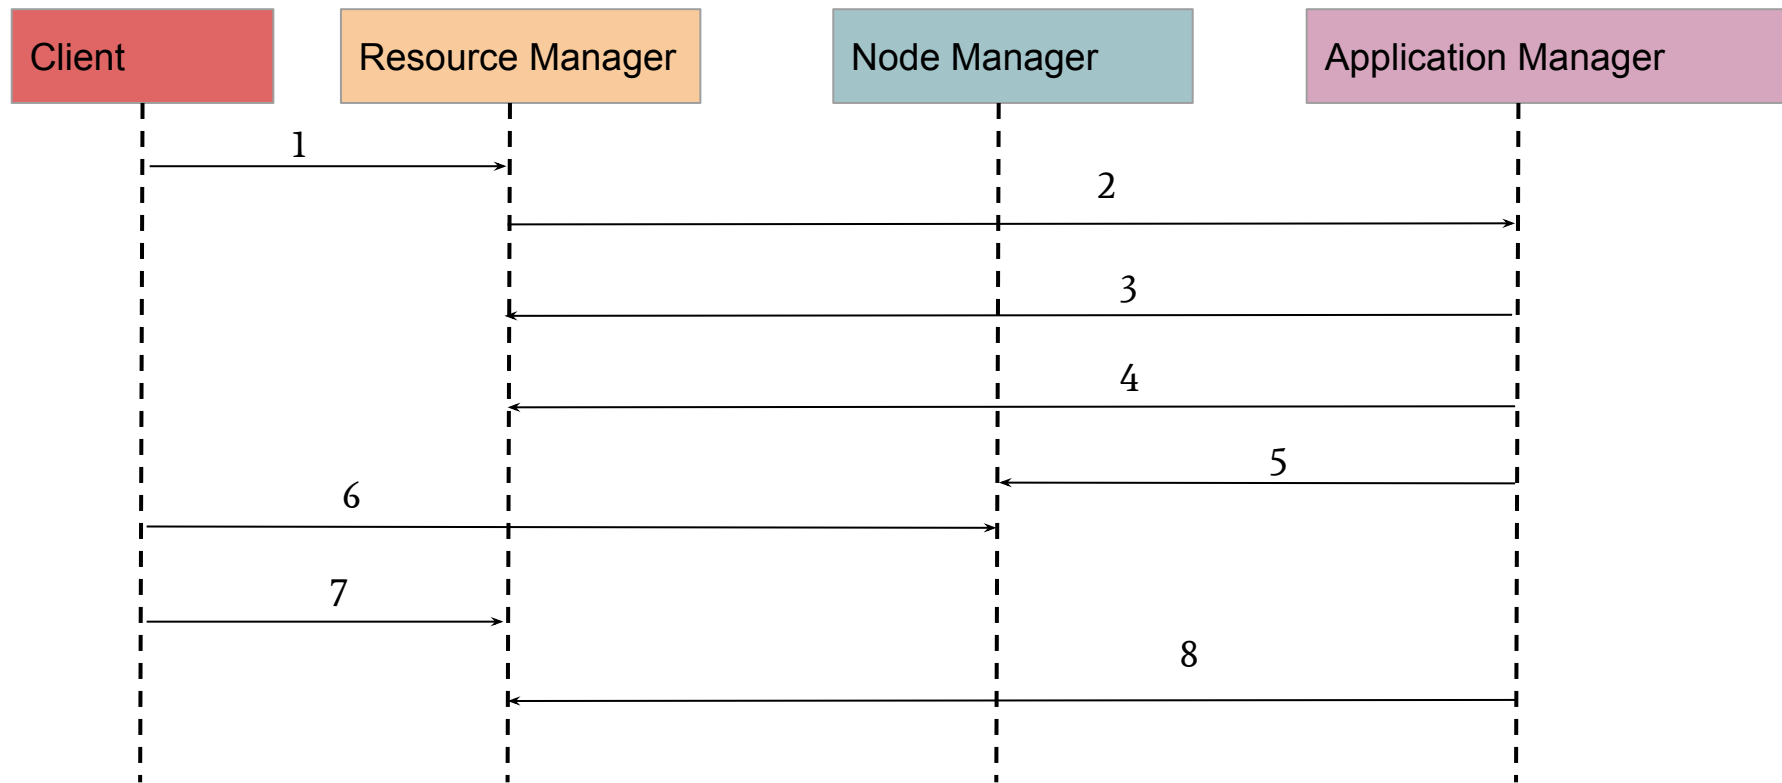 Client
Resource Manager
Node Manager
Application Manager
1
2
3
4
5
6
7
8